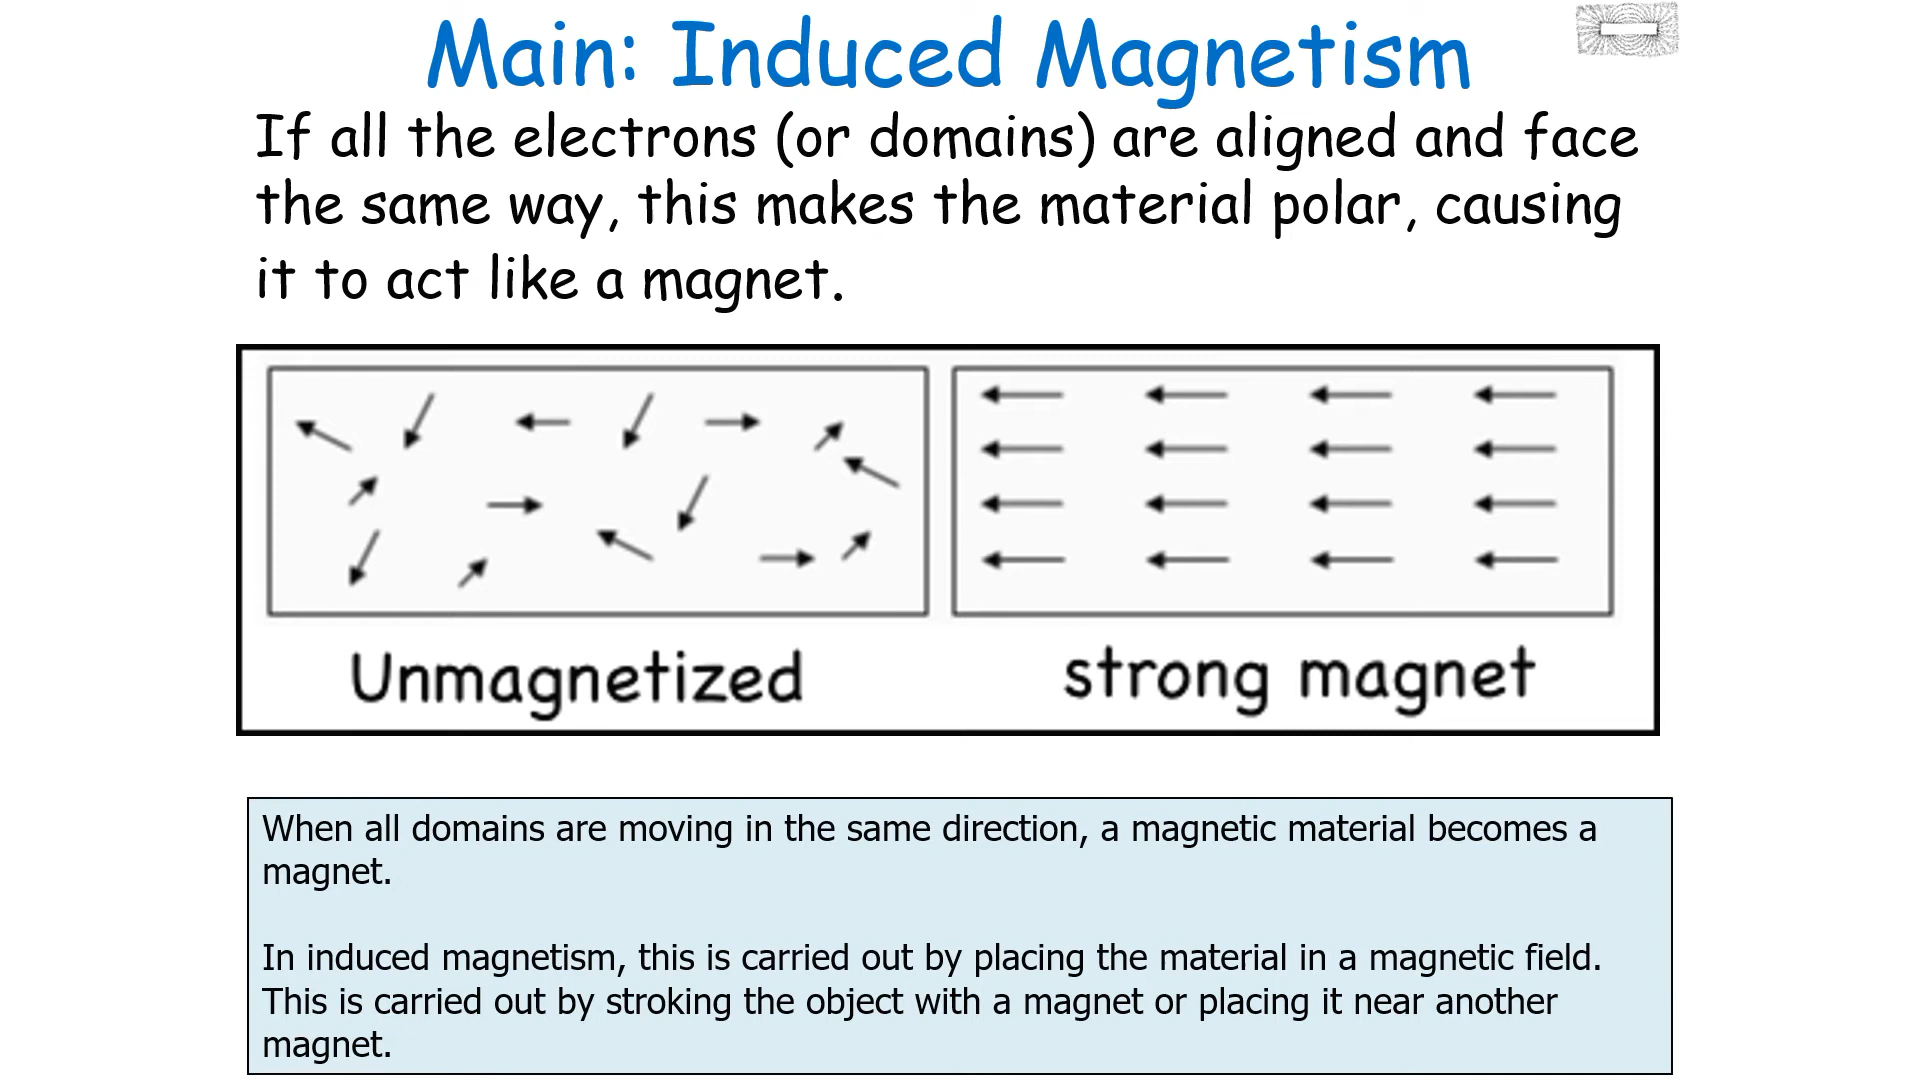 Main: Induced Magnetism
If all the electrons (or domains) are aligned and face
the same way, this makes the material polar, causing
it to act like a magnet.
Unmagnetized
strong magnet
When all domains are moving in the same direction, a magnetic material becomes a
magnet.
In induced magnetism, this is carried out by placing the material in a magnetic field.
This is carried out by stroking the object with a magnet or placing it near another
magnet.